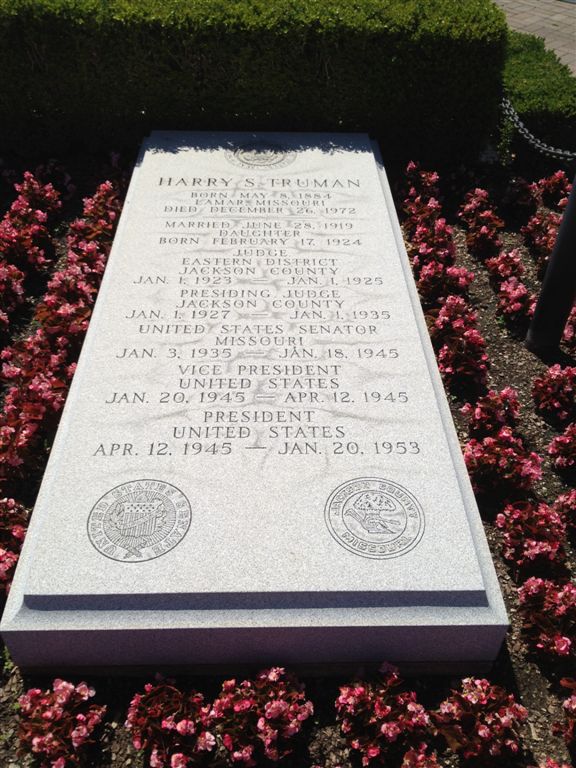 HARRY S. TRUMAN
BORN MAY 8, 1884
LAMAR, MISSOURI
DIED DECEMBER 26, 1972
MARRIED JUNE 28, 1919
DAUGHTER
BORN FEBRUARY 17, 1924
JUDGE
EASTERN DISTRICT
JACKSON COUNTY
JAN. 1, 1923 — JAN. 1, 1925
PRESIDING JUDGE
JACKSON COUNTY
JAN. 1, 1927 — JAN. 1, 1935
UNITED STATES SENATOR
MISSOURI
JAN. 3, 1935 — JAN. 18, 1945
VICE PRESIDENT
UNITED STATES
JAN. 20, 1945 — APR. 12, 1945
PRESIDENT
UNITED STATES
APR. 12, 1945 — JAN. 20, 1953
UNITED STATES SENATE
JACKSON COUNTY
MISSOURI